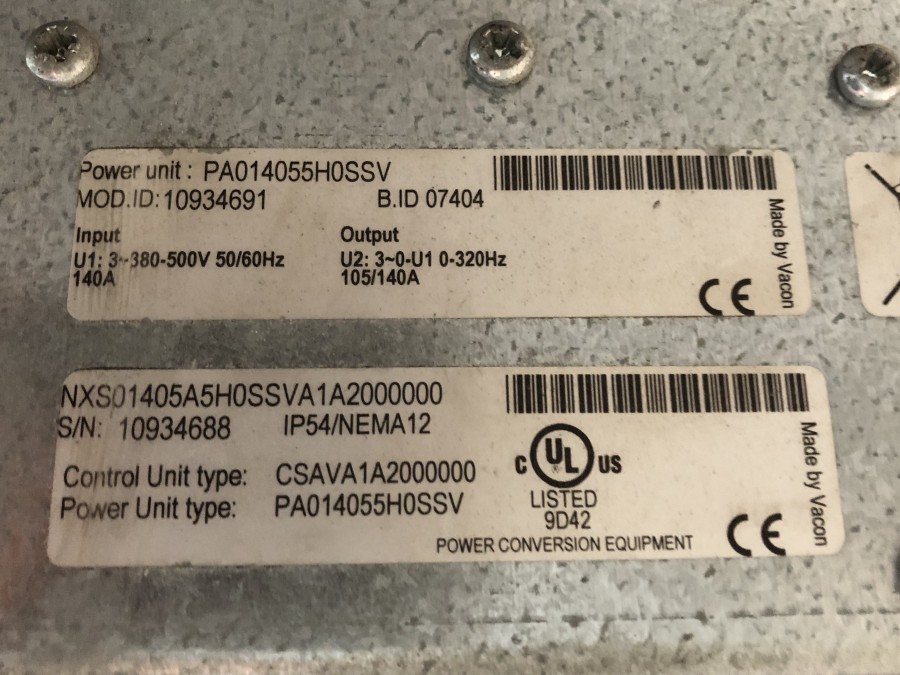 Power unit : PA014055H0SSV
MOD.ID: 10934691 B.ID 07404
Input Output
U1: 3~380-500V 50/60Hz U2: 3~0-U1 0-320Hz
140A 105/140A
CE
Made by Vacon
NXS01405A5H0SSVA1A2000000
S/N: 10934688 IP54/NEMA12
Control Unit type: CSAVA1A2000000
Power Unit type: PA014055H0SSV
C UL US
LISTED
9D42
POWER CONVERSION EQUIPMENT
CE
Made by Vacon